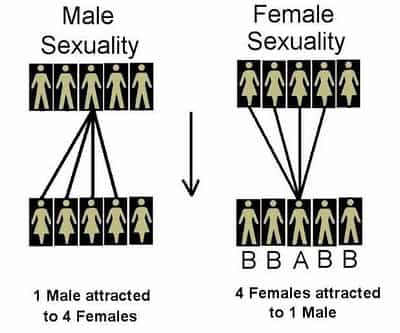 Male
Sexuality
Female
Sexuality
B B A B B
1 Male attracted
to 4 Females
4 Females attracted
to 1 Male